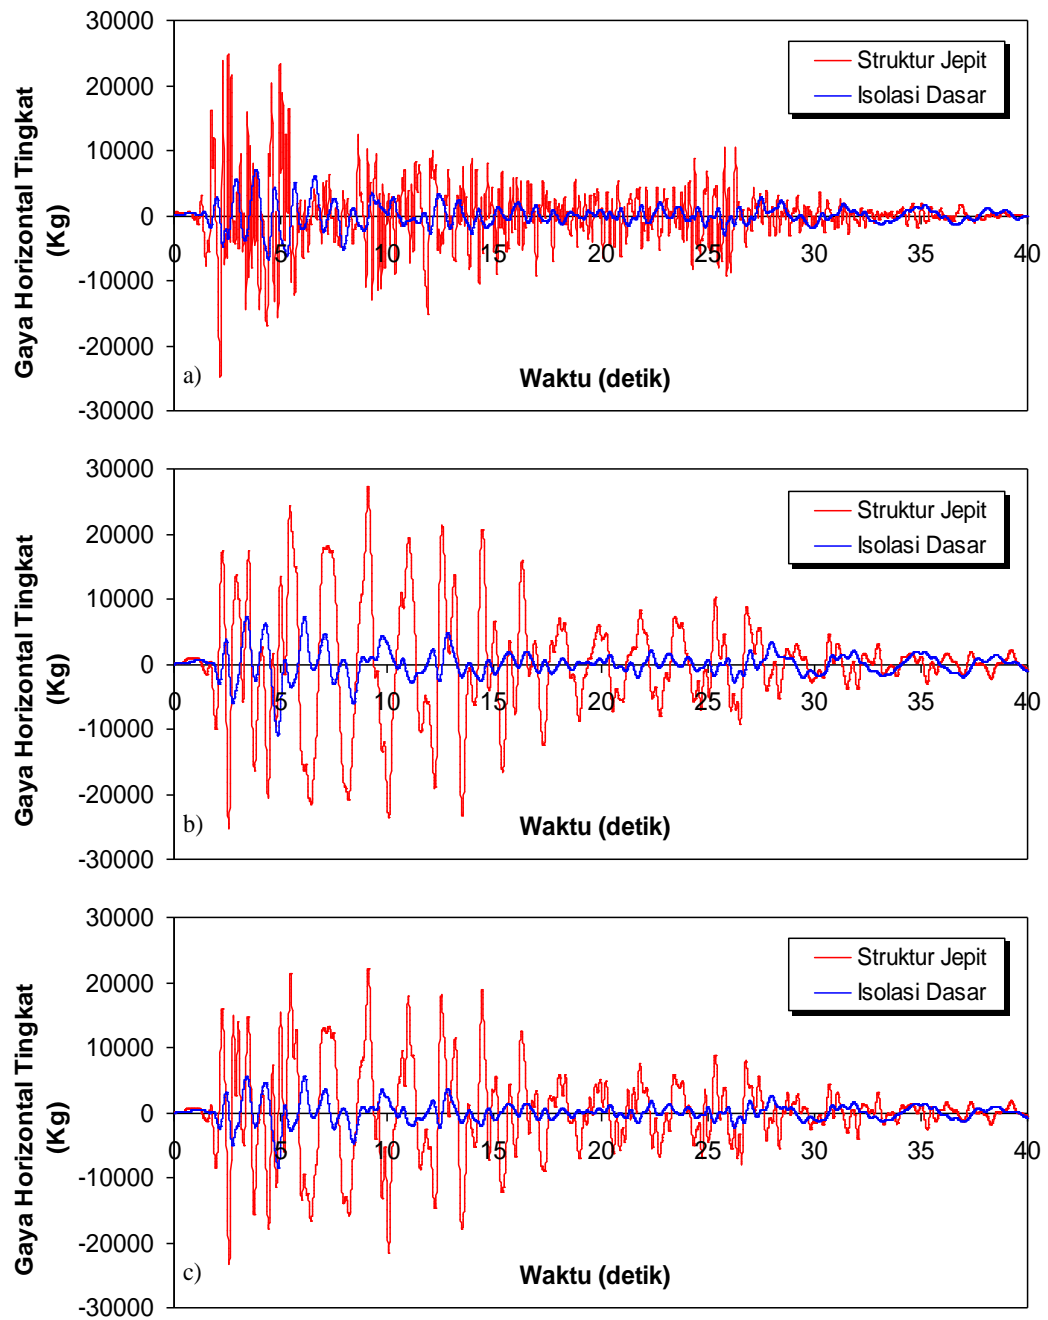 30000
20000
10000
0
-10000
-20000
-30000
Gaya Horizontal Tingkat
(Kg)
Struktur Jepit
Isolasi Dasar
0 5 10 15 20 25 30 35 40
a)
Waktu (detik)
30000
20000
10000
0
-10000
-20000
-30000
Gaya Horizontal Tingkat
(Kg)
Struktur Jepit
Isolasi Dasar
0 5 10 15 20 25 30 35 40
b)
Waktu (detik)
30000
20000
10000
0
-10000
-20000
-30000
Gaya Horizontal Tingkat
(Kg)
Struktur Jepit
Isolasi Dasar
0 5 10 15 20 25 30 35 40
c)
Waktu (detik)